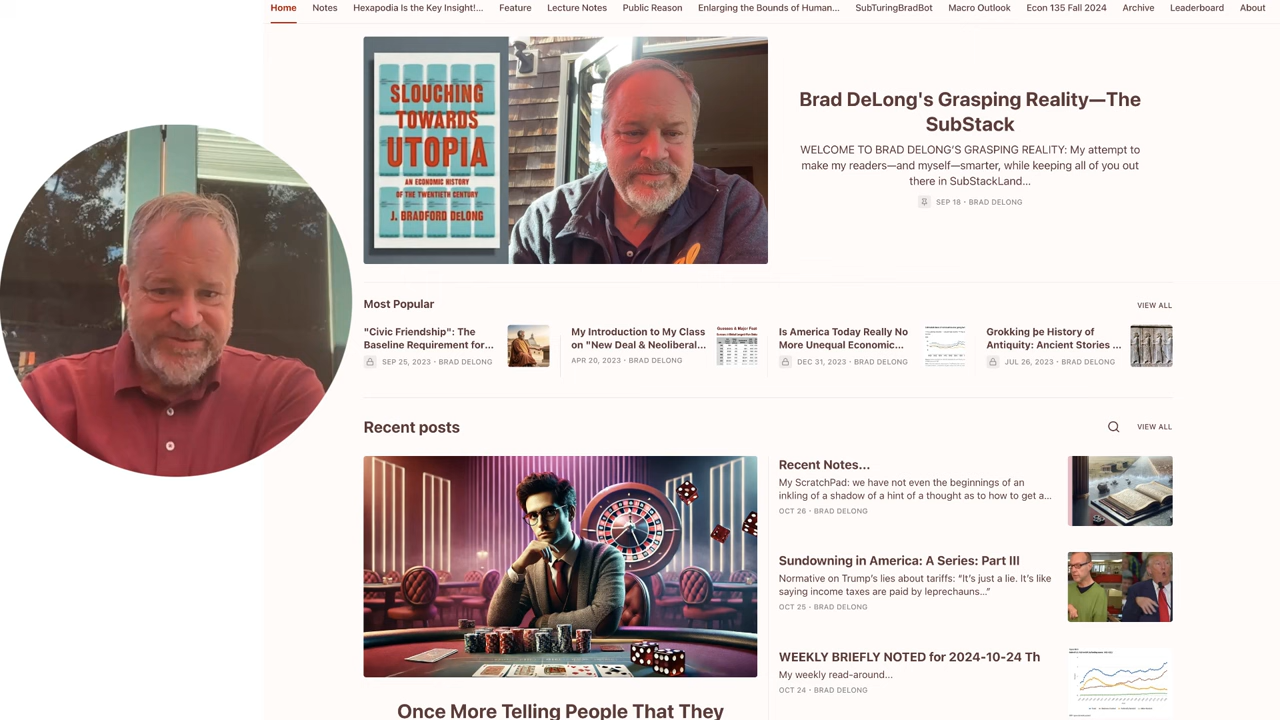 Home Notes Hexapodia Is the Key Insight!... Feature Lecture Notes Public Reason Enlarging the Bounds of Human... SubTuringBradBot Macro Outlook Econ 135 Fall 2024 Archive Leaderboard About
SLOUCHING
TOWARDS
UTOPIA
AN ECONOMIC HISTORY
OF THE TWENTIETH CENTURY
J. BRADFORD DeLONG
Brad DeLong's Grasping Reality—The
SubStack
WELCOME TO BRAD DELONG'S GRASPING REALITY: My attempt to
make my readers—and myself—smarter, while keeping all of you out
there in SubStackLand...
SEP 18 • BRAD DELONG
Most Popular
VIEW ALL
"Civic Friendship": The
Baseline Requirement for...
SEP 25, 2023 • BRAD DELONG
My Introduction to My Class
on "New Deal & Neoliberal...
APR 20, 2023 • BRAD DELONG
Is America Today Really No
More Unequal Economic...
DEC 31, 2023 • BRAD DELONG
Grokking þe History of
Antiquity: Ancient Stories ...
JUL 26, 2023 • BRAD DELONG
Recent posts
VIEW ALL
Once More Telling People That They
Recent Notes...
My ScratchPad: we have not even the beginnings of an
inkling of a shadow of a hint of a thought as to how to get a...
OCT 26 • BRAD DELONG
Sundowning in America: A Series: Part III
Normative on Trump's lies about tariffs: "It's just a lie. It's like
saying income taxes are paid by leprechauns..."
OCT 25 • BRAD DELONG
WEEKLY BRIEFLY NOTED for 2024-10-24 Th
My weekly read-around...
OCT 24 • BRAD DELONG